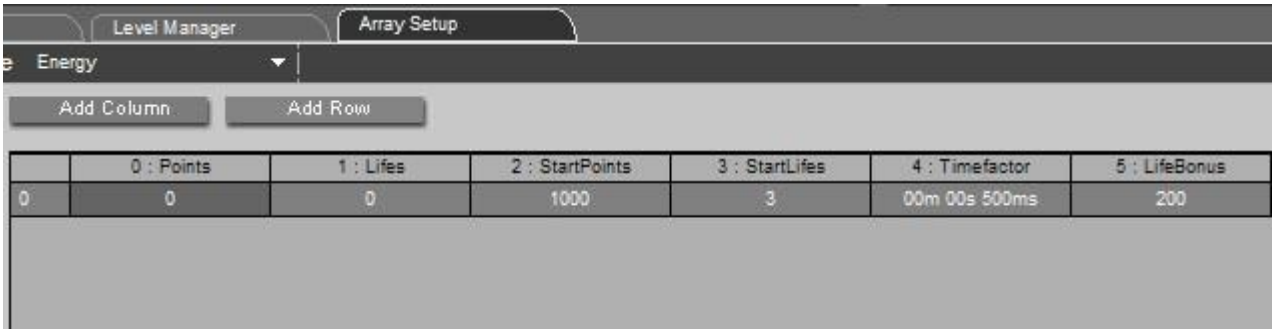 Level Manager Array Setup
e Energy
Add Column Add Row
0 : Points 1 : Lifes 2 : StartPoints 3 : StartLifes 4 : Timefactor 5 : LifeBonus
0 0 0 1000 3 00m 00s 500ms 200